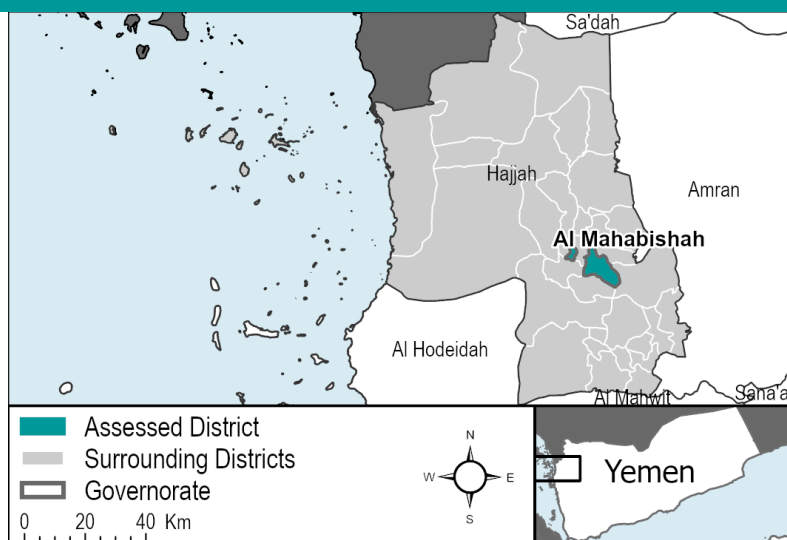 Sa'dah
Hajjah
Amran
Al Mahabishah
Al Hodeidah
Al Mahwit
Sana'a
Assessed District
Surrounding Districts
Governorate
0 20 40 Km
N
W E
S
Yemen